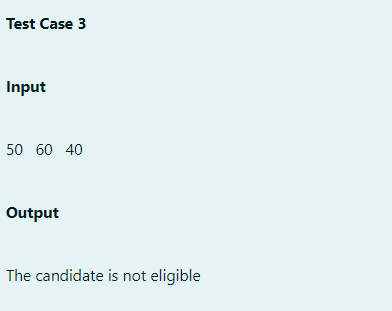 Test Case 3
Input
50 60 40
Output
The candidate is not eligible